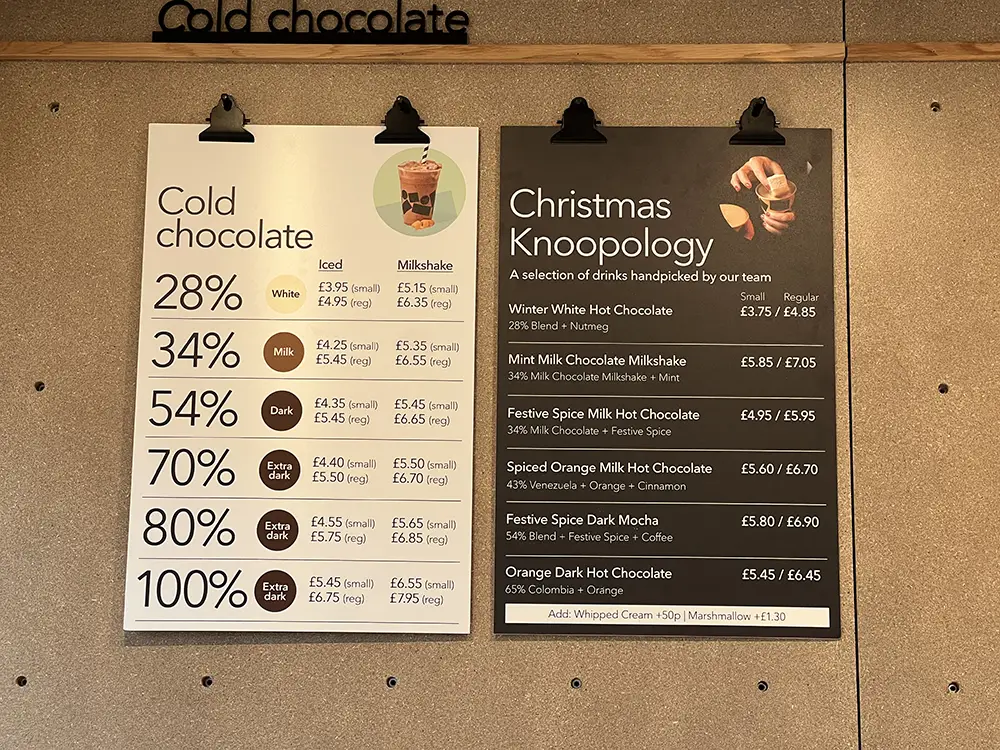 Cold chocolate
Cold
chocolate
Iced Milkshake
28% White £3.95 (small) £5.15 (small)
£4.95 (reg) £6.35 (reg)
34% Milk £4.25 (small) £5.35 (small)
£5.45 (reg) £6.55 (reg)
54% Dark £4.35 (small) £5.45 (small)
£5.45 (reg) £6.65 (reg)
70% Extra dark £4.40 (small) £5.50 (small)
£5.50 (reg) £6.70 (reg)
80% Extra dark £4.55 (small) £5.65 (small)
£5.75 (reg) £6.85 (reg)
100% Extra dark £5.45 (small) £6.55 (small)
£6.75 (reg) £7.95 (reg)
Christmas
Knoopology
A selection of drinks handpicked by our team
Small Regular
Winter White Hot Chocolate £3.75 / £4.85
28% Blend + Nutmeg
Mint Milk Chocolate Milkshake £5.85 / £7.05
34% Milk Chocolate Milkshake + Mint
Festive Spice Milk Hot Chocolate £4.95 / £5.95
34% Milk Chocolate + Festive Spice
Spiced Orange Milk Hot Chocolate £5.60 / £6.70
43% Venezuela + Orange + Cinnamon
Festive Spice Dark Mocha £5.80 / £6.90
54% Blend + Festive Spice + Coffee
Orange Dark Hot Chocolate £5.45 / £6.45
65% Colombia + Orange
Add: Whipped Cream +50p | Marshmallow +£1.30